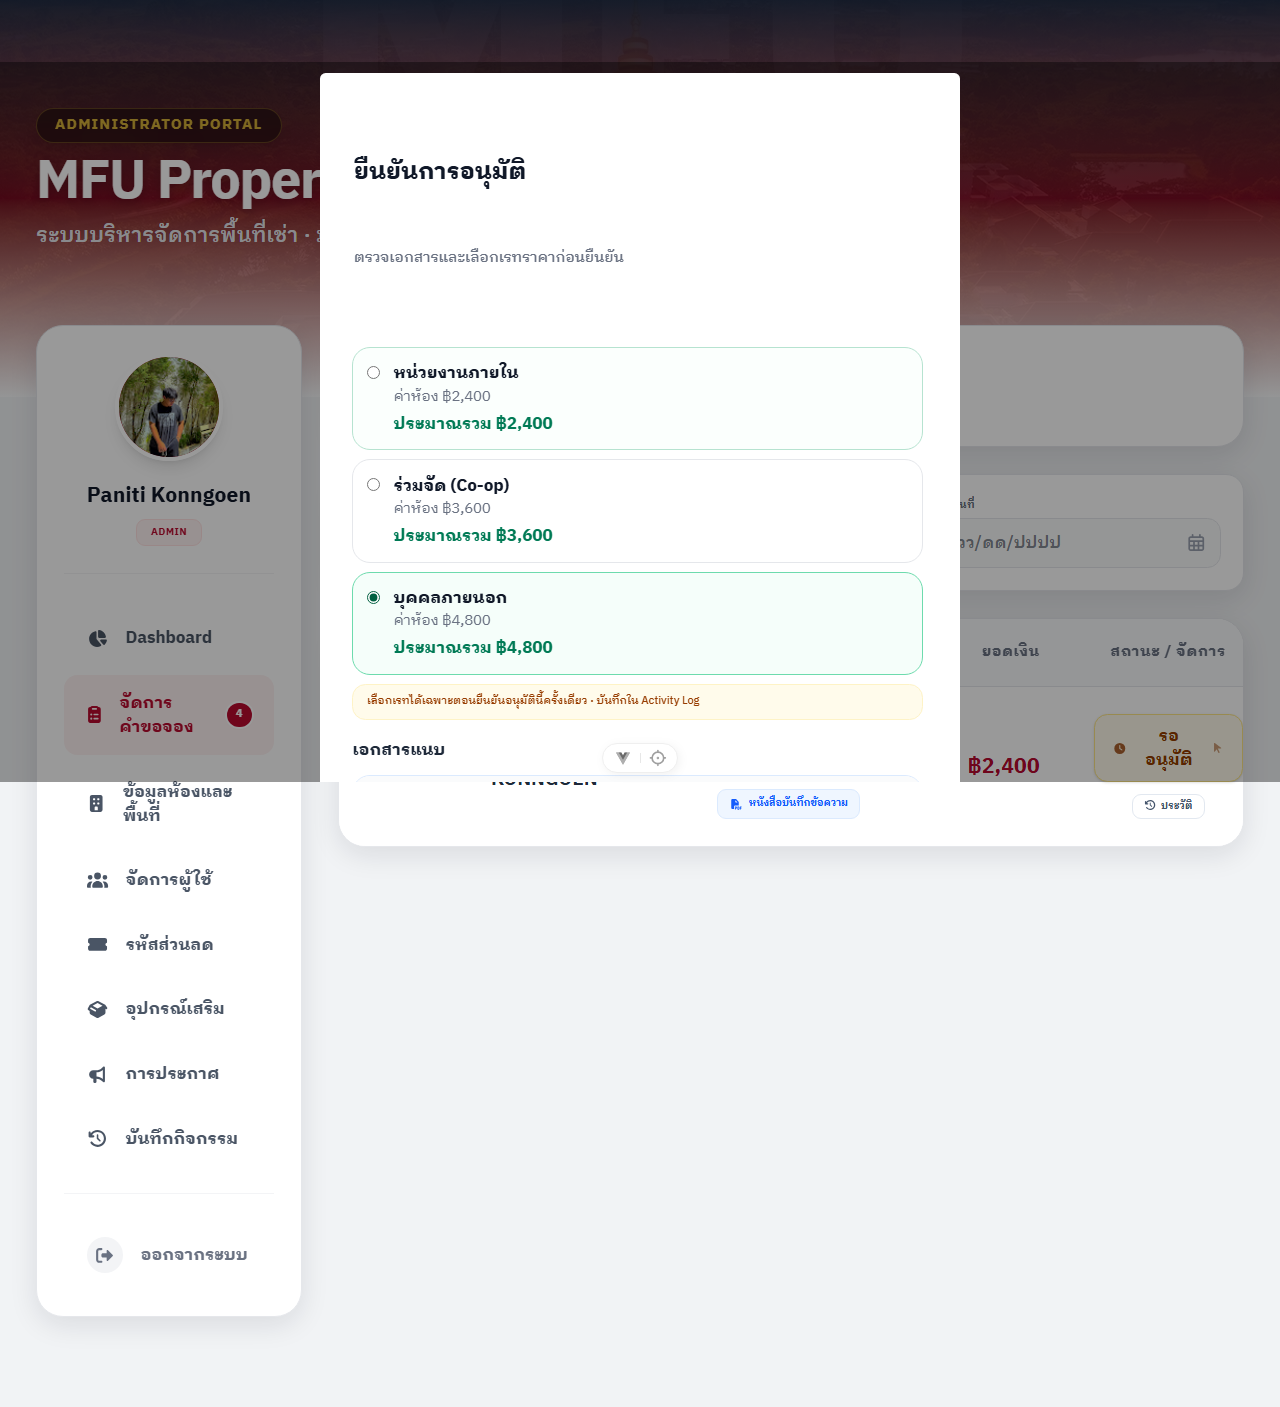 ADMINISTRATOR PORTAL
MFU Proper
ระบบบริหารจัดการพื้นที่เช่า ·
Paniti Konngoen
ADMIN
Dashboard
จัดการ
คำขอจอง
4
ข้อมูลห้องและ
พื้นที่
จัดการผู้ใช้
รหัสส่วนลด
อุปกรณ์เสริม
การประกาศ
บันทึกกิจกรรม
ออกจากระบบ
ยืนยันการอนุมัติ
ตรวจเอกสารและเลือกเรทราคาก่อนยืนยัน
หน่วยงานภายใน
ค่าห้อง ฿2,400
ประมาณรวม ฿2,400
ร่วมจัด (Co-op)
ค่าห้อง ฿3,600
ประมาณรวม ฿3,600
บุคคลภายนอก
ค่าห้อง ฿4,800
ประมาณรวม ฿4,800
เลือกเรทได้เฉพาะตอนยืนยันอนุมัตินี้ครั้งเดียว · บันทึกใน Activity Log
เอกสารแนบ
KONNGOEN
หนังสือบันทึกข้อความ
นที่
วว/ดด/ปปปป
ยอดเงิน
สถานะ / จัดการ
฿2,400
รอ
อนุมัติ
ประวัติ